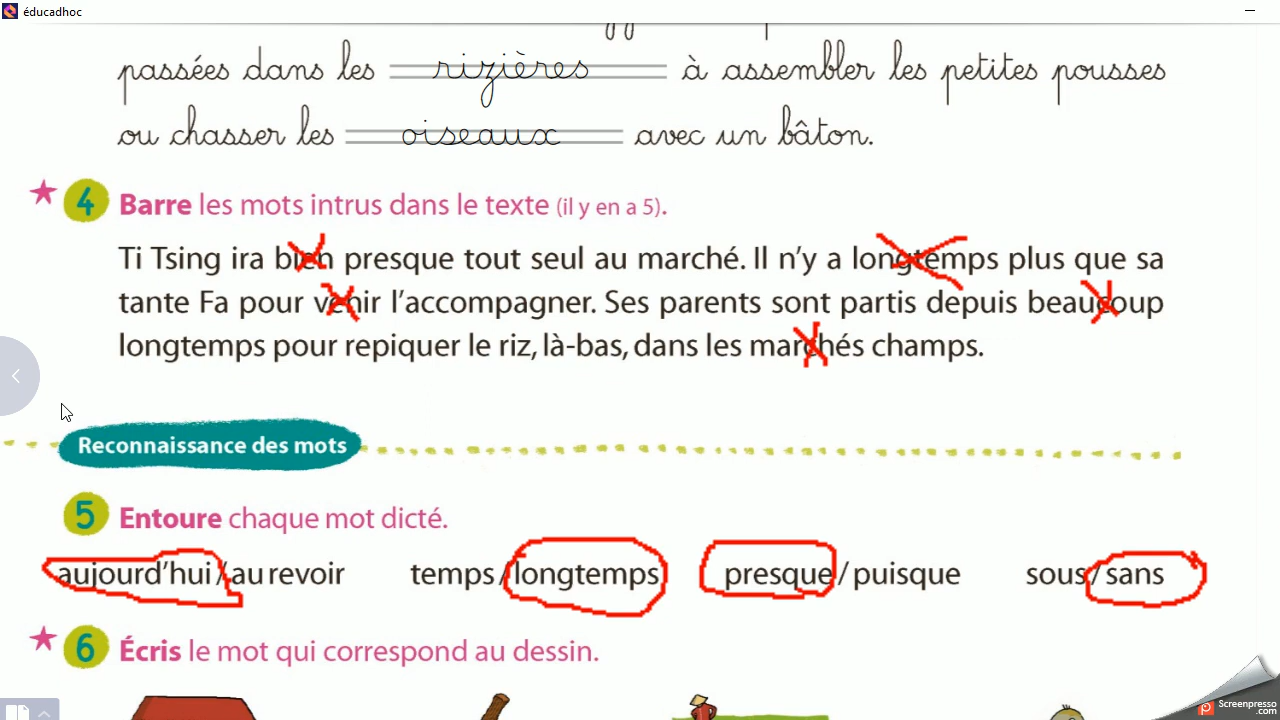 éducadhoc
passées dans les rizières à assembler les petites pousses
ou chasser les oiseaux avec un bâton.
4 Barre les mots intrus dans le texte (il y en a 5).
Ti Tsing ira bien presque tout seul au marché. Il n'y a longtemps plus que sa
tante Fa pour venir l'accompagner. Ses parents sont partis depuis beaucoup
longtemps pour repiquer le riz, là-bas, dans les marchés champs.
Reconnaissance des mots
5 Entoure chaque mot dicté.
aujourd'hui / au revoir temps / longtemps presque / puisque sous / sans
6 Écris le mot qui correspond au dessin.
Screenpresso
.com